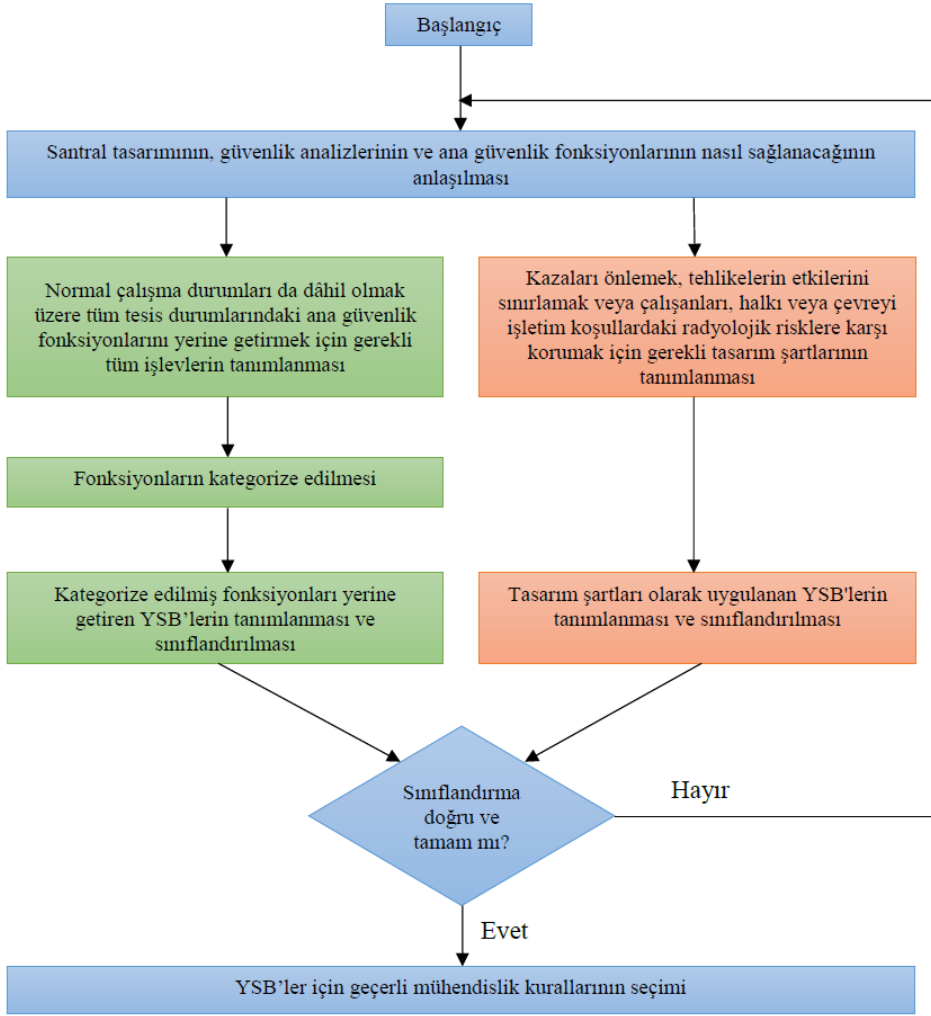 Başlangıç
Santral tasarımının, güvenlik analizlerinin ve ana güvenlik fonksiyonlarının nasıl sağlanacağının
anlaşılması
Normal çalışma durumları da dâhil olmak
üzere tüm tesis durumlarındaki ana güvenlik
fonksiyonlarını yerine getirmek için gerekli
tüm işlevlerin tanımlanması
Kazaları önlemek, tehlikelerin etkilerini
sınırlamak veya çalışanları, halkı veya çevreyi
işletim koşullardaki radyolojik risklere karşı
korumak için gerekli tasarım şartlarının
tanımlanması
Fonksiyonların kategorize edilmesi
Kategorize edilmiş fonksiyonları yerine
getiren YSB’lerin tanımlanması ve
sınıflandırılması
Tasarım şartları olarak uygulanan YSB'lerin
tanımlanması ve sınıflandırılması
Sınıflandırma
doğru ve
tamam mı?
Hayır
Evet
YSB’ler için geçerli mühendislik kurallarının seçimi